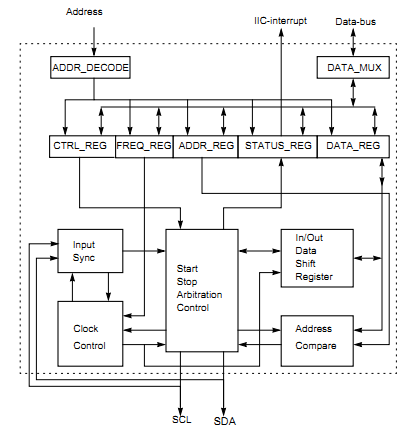 Address
IIC-interrupt
Data-bus
ADDR_DECODE
DATA_MUX
CTRL_REG
FREQ_REG
ADDR_REG
STATUS_REG
DATA_REG
Input
Sync
Start
Stop
Arbitration
Control
In/Out
Data
Shift
Register
Clock
Control
Address
Compare
SCL
SDA